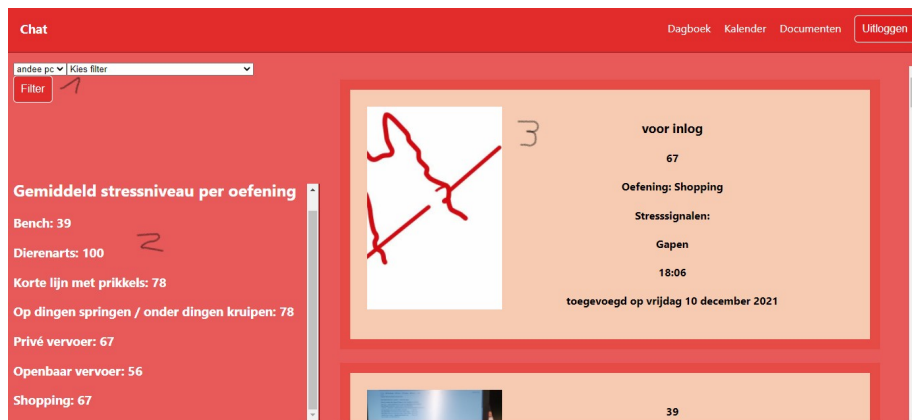 Chat
Dagboek Kalender Documenten Uitloggen
andee pc Kies filter
Filter
1
Gemiddeld stressniveau per oefening
Bench: 39
2
Dierenarts: 100
Korte lijn met prikkels: 78
Op dingen springen / onder dingen kruipen: 78
Privé vervoer: 67
Openbaar vervoer: 56
Shopping: 67
3
voor inlog
67
Oefening: Shopping
Stresssignalen:
Gapen
18:06
toegevoegd op vrijdag 10 december 2021
39